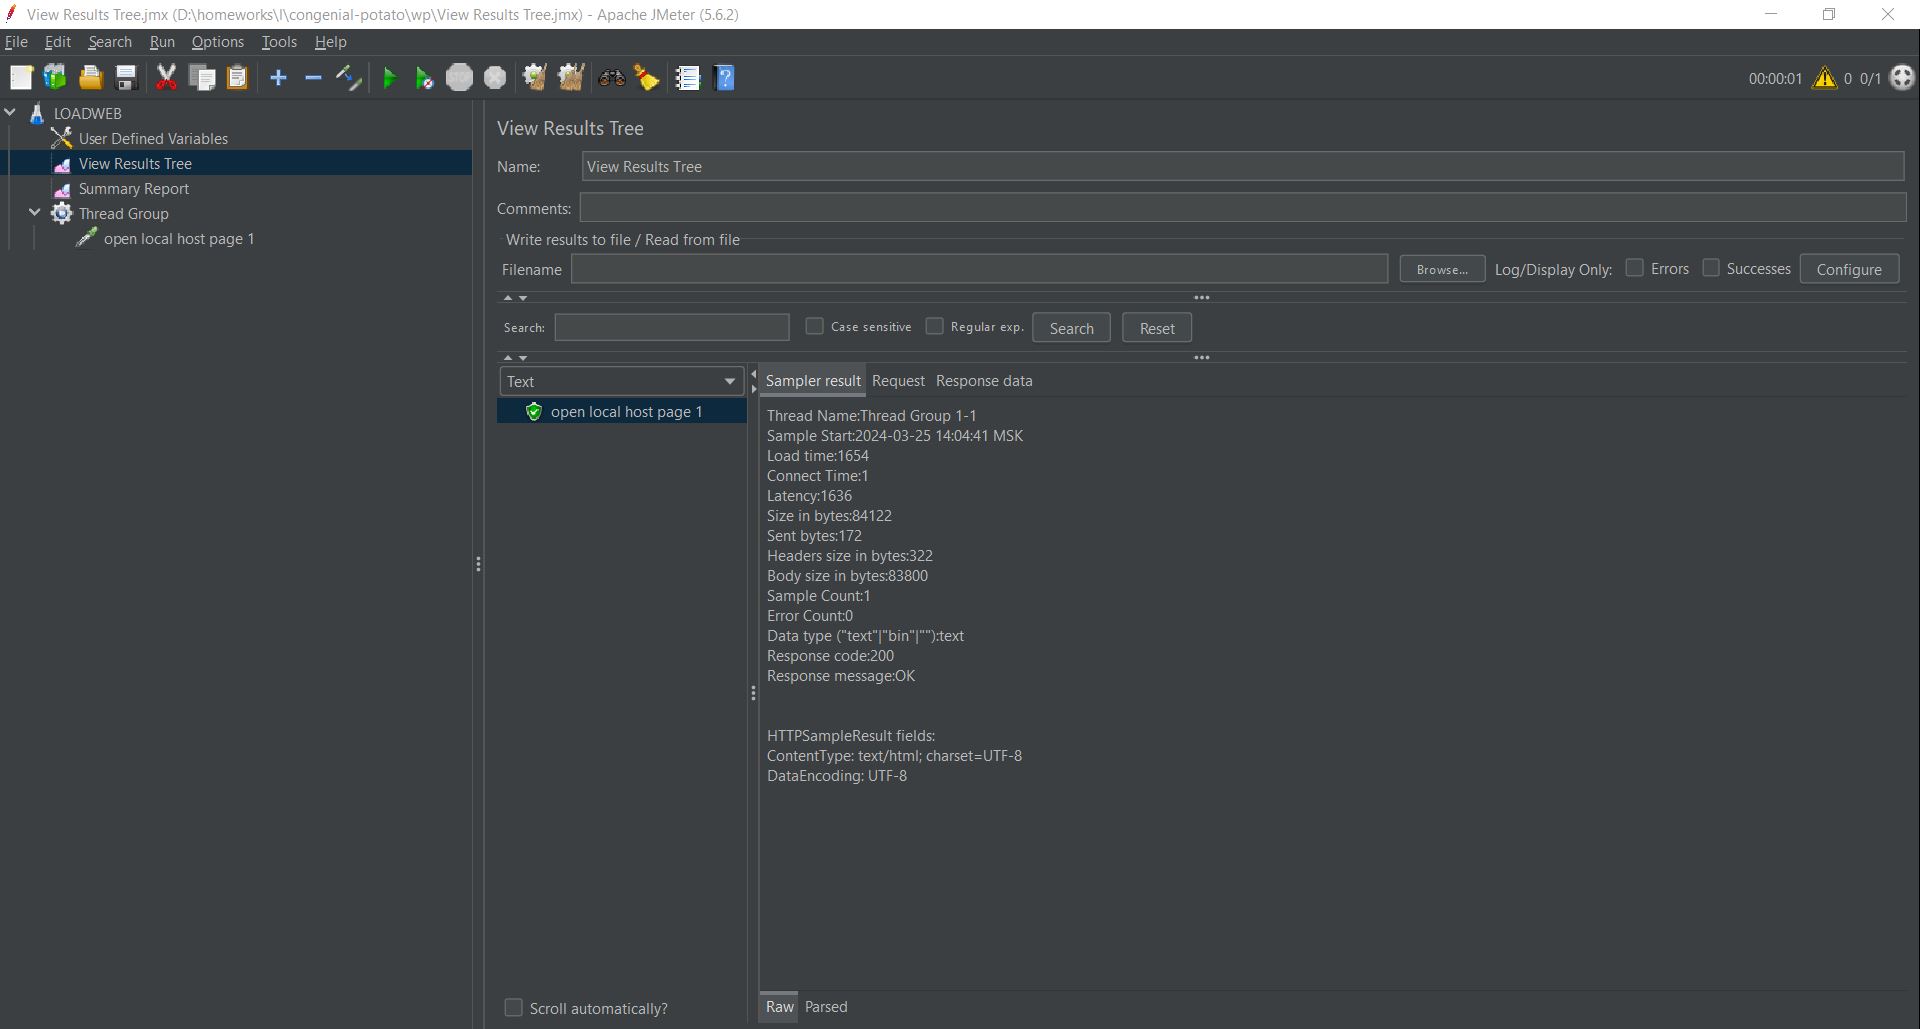 View Results Tree.jmx (D:\homeworks\l\congenial-potato\wp\View Results Tree.jmx) - Apache JMeter (5.6.2)
File Edit Search Run Options Tools Help
STOP
00:00:01 0 0/1
LOADWEB
User Defined Variables
View Results Tree
Summary Report
Thread Group
open local host page 1
View Results Tree
Name: View Results Tree
Comments:
Write results to file / Read from file
Filename Browse... Log/Display Only: Errors Successes Configure
Search: Case sensitive Regular exp. Search Reset
Text
open local host page 1
Scroll automatically?
Sampler result Request Response data
Thread Name:Thread Group 1-1
Sample Start:2024-03-25 14:04:41 MSK
Load time:1654
Connect Time:1
Latency:1636
Size in bytes:84122
Sent bytes:172
Headers size in bytes:322
Body size in bytes:83800
Sample Count:1
Error Count:0
Data type ("text"|"bin"|""):text
Response code:200
Response message:OK
HTTPSampleResult fields:
ContentType: text/html; charset=UTF-8
DataEncoding: UTF-8
Raw Parsed